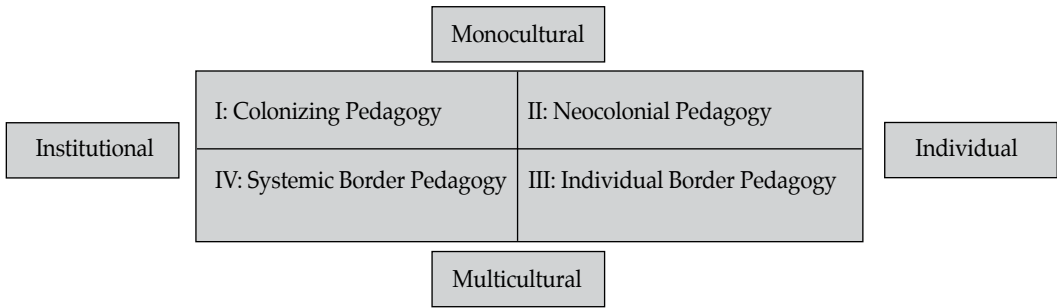 Monocultural
I: Colonizing Pedagogy
II: Neocolonial Pedagogy
Institutional
Individual
IV: Systemic Border Pedagogy
III: Individual Border Pedagogy
Multicultural